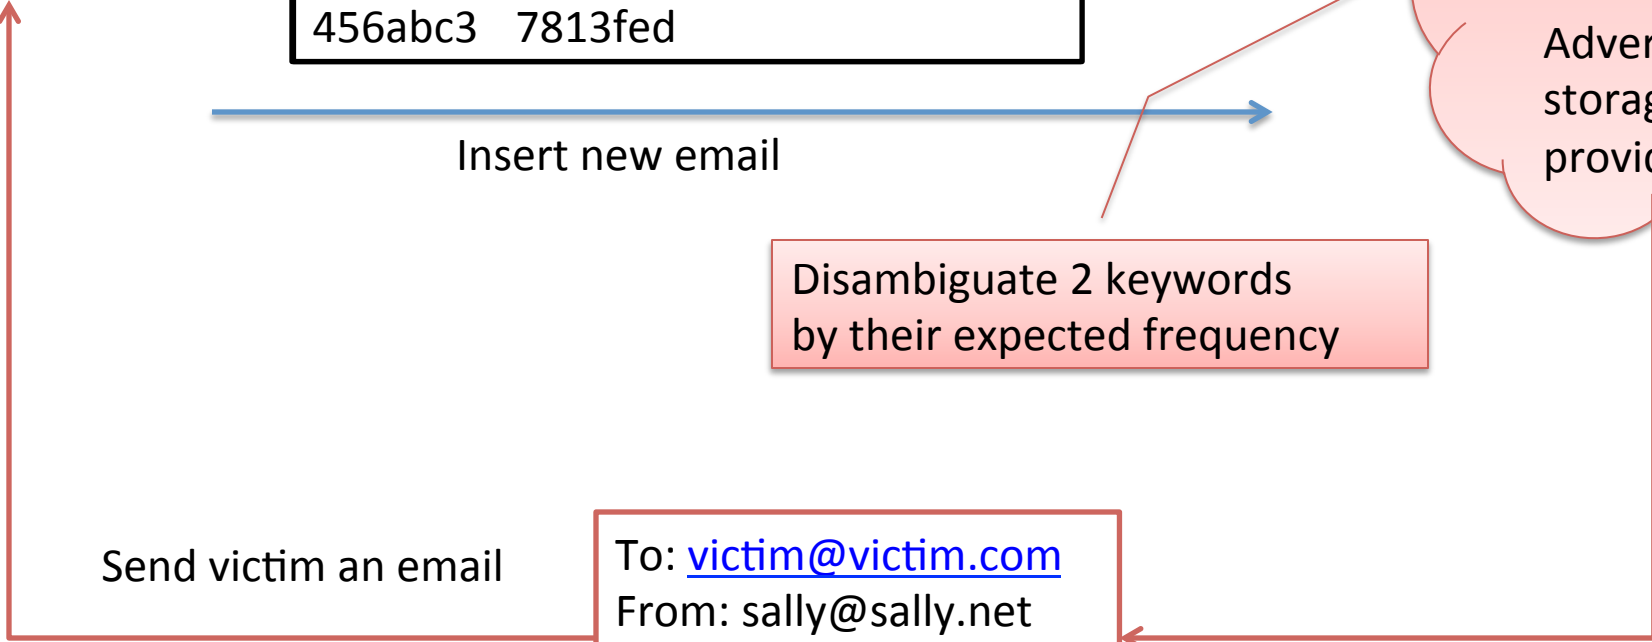 456abc3 7813fed
Insert new email
Disambiguate 2 keywords
by their expected frequency
Send victim an email
To: victim@victim.com
From: sally@sally.net